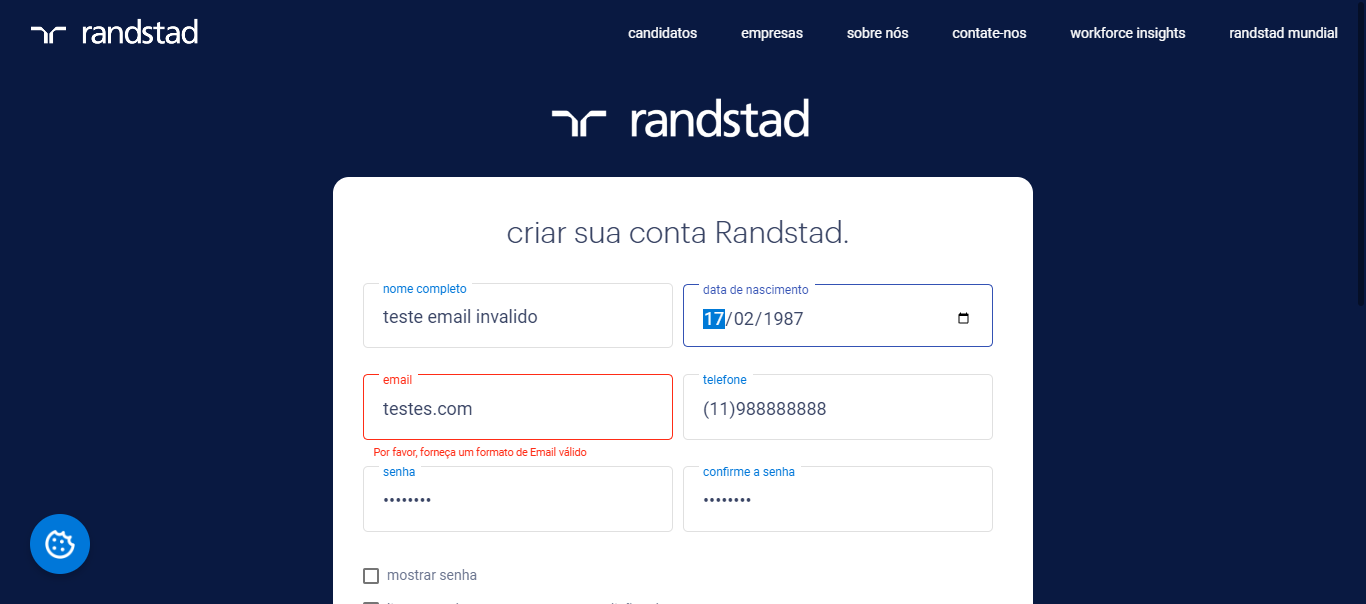 randstad
candidatos
empresas
sobre nós
contate-nos
workforce insights
randstad mundial
randstad
criar sua conta Randstad.
nome completo
teste email invalido
data de nascimento
17/02/1987
email
testes.com
telefone
(11)988888888
Por favor, forneça um formato de Email válido
senha
••••••••
confirme a senha
••••••••
mostrar senha